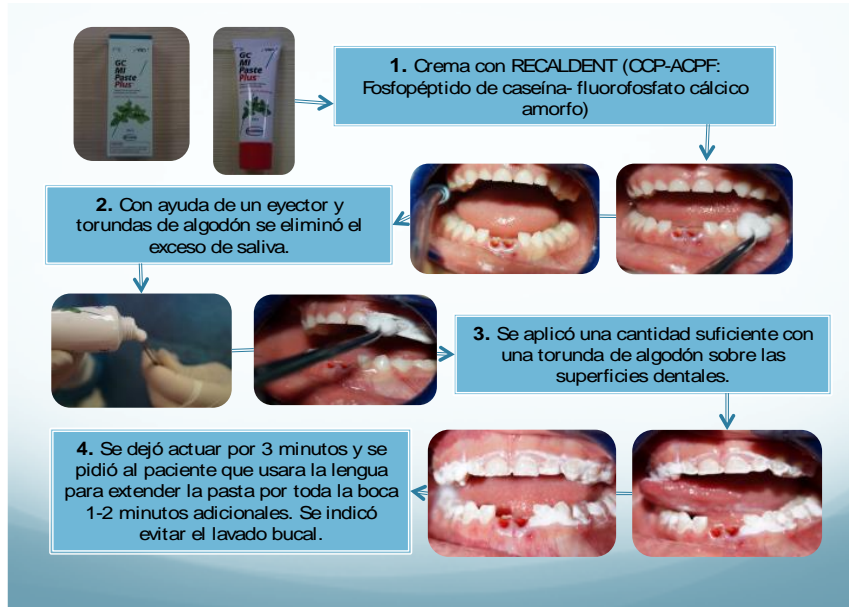 GC
MI
Paste
Plus
GC
MI
Paste
Plus
1. Crema con RECALDENT (CCP-ACPF:
Fosfopéptido de caseína- fluorofosfato cálcico
amorfo)
2. Con ayuda de un eyector y
torundas de algodón se eliminó el
exceso de saliva.
3. Se aplicó una cantidad suficiente con
una torunda de algodón sobre las
superficies dentales.
4. Se dejó actuar por 3 minutos y se
pidió al paciente que usara la lengua
para extender la pasta por toda la boca
1-2 minutos adicionales. Se indicó
evitar el lavado bucal.